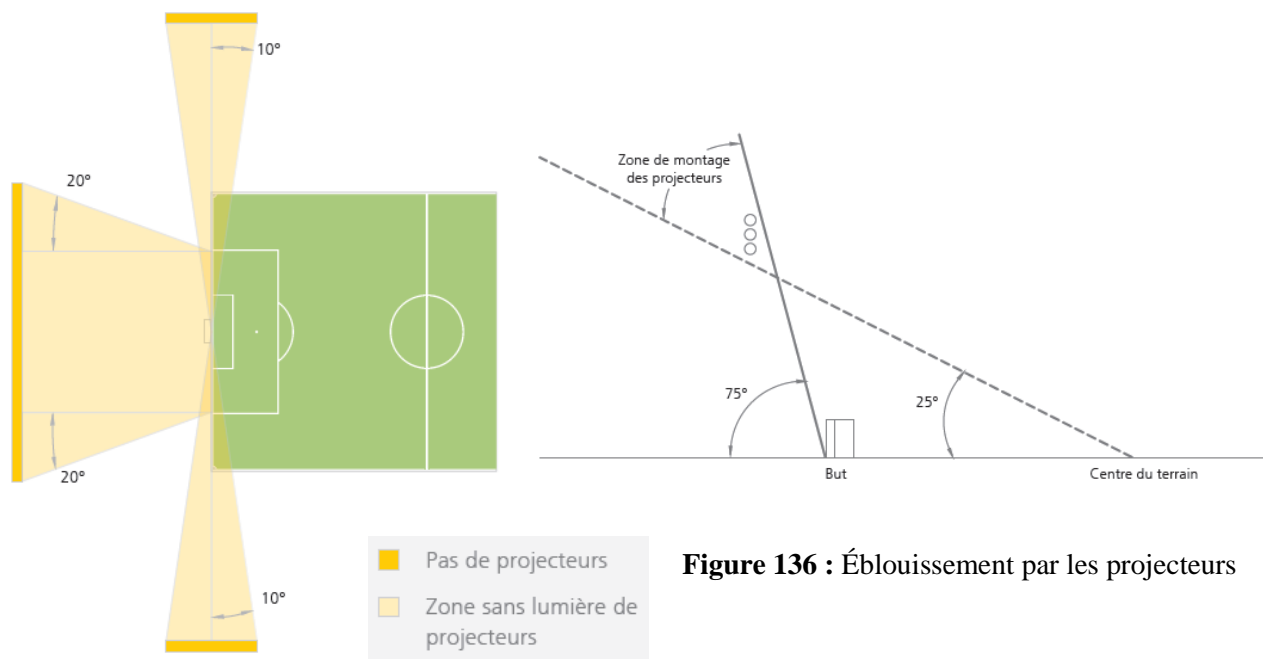 10°
20°
20°
10°
Pas de projecteurs
Zone sans lumière de
projecteurs
Zone de montage
des projecteurs
75°
25°
But
Centre du terrain
Figure 136 : Éblouissement par les projecteurs